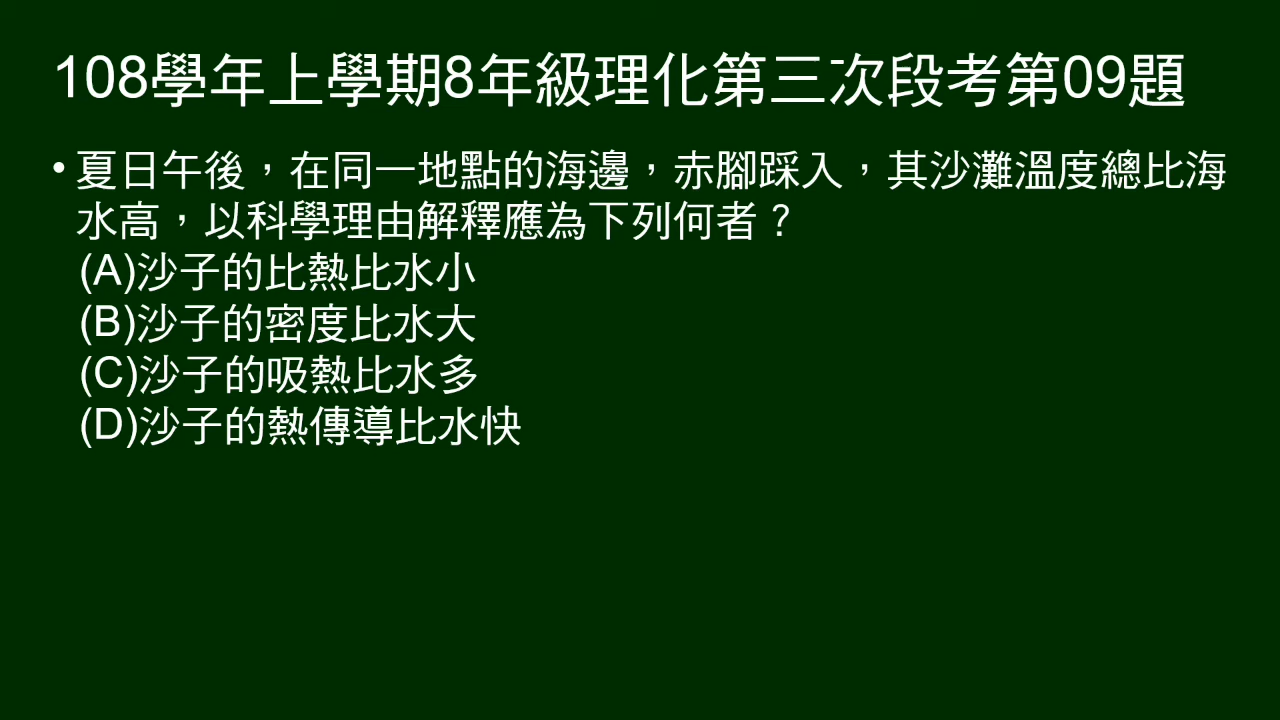 108學年上學期8年級理化第三次段考第09題
•夏日午後，在同一地點的海邊，赤腳踩入，其沙灘溫度總比海
水高，以科學理由解釋應為下列何者？
(A)沙子的比熱比水小
(B)沙子的密度比水大
(C)沙子的吸熱比水多
(D)沙子的熱傳導比水快